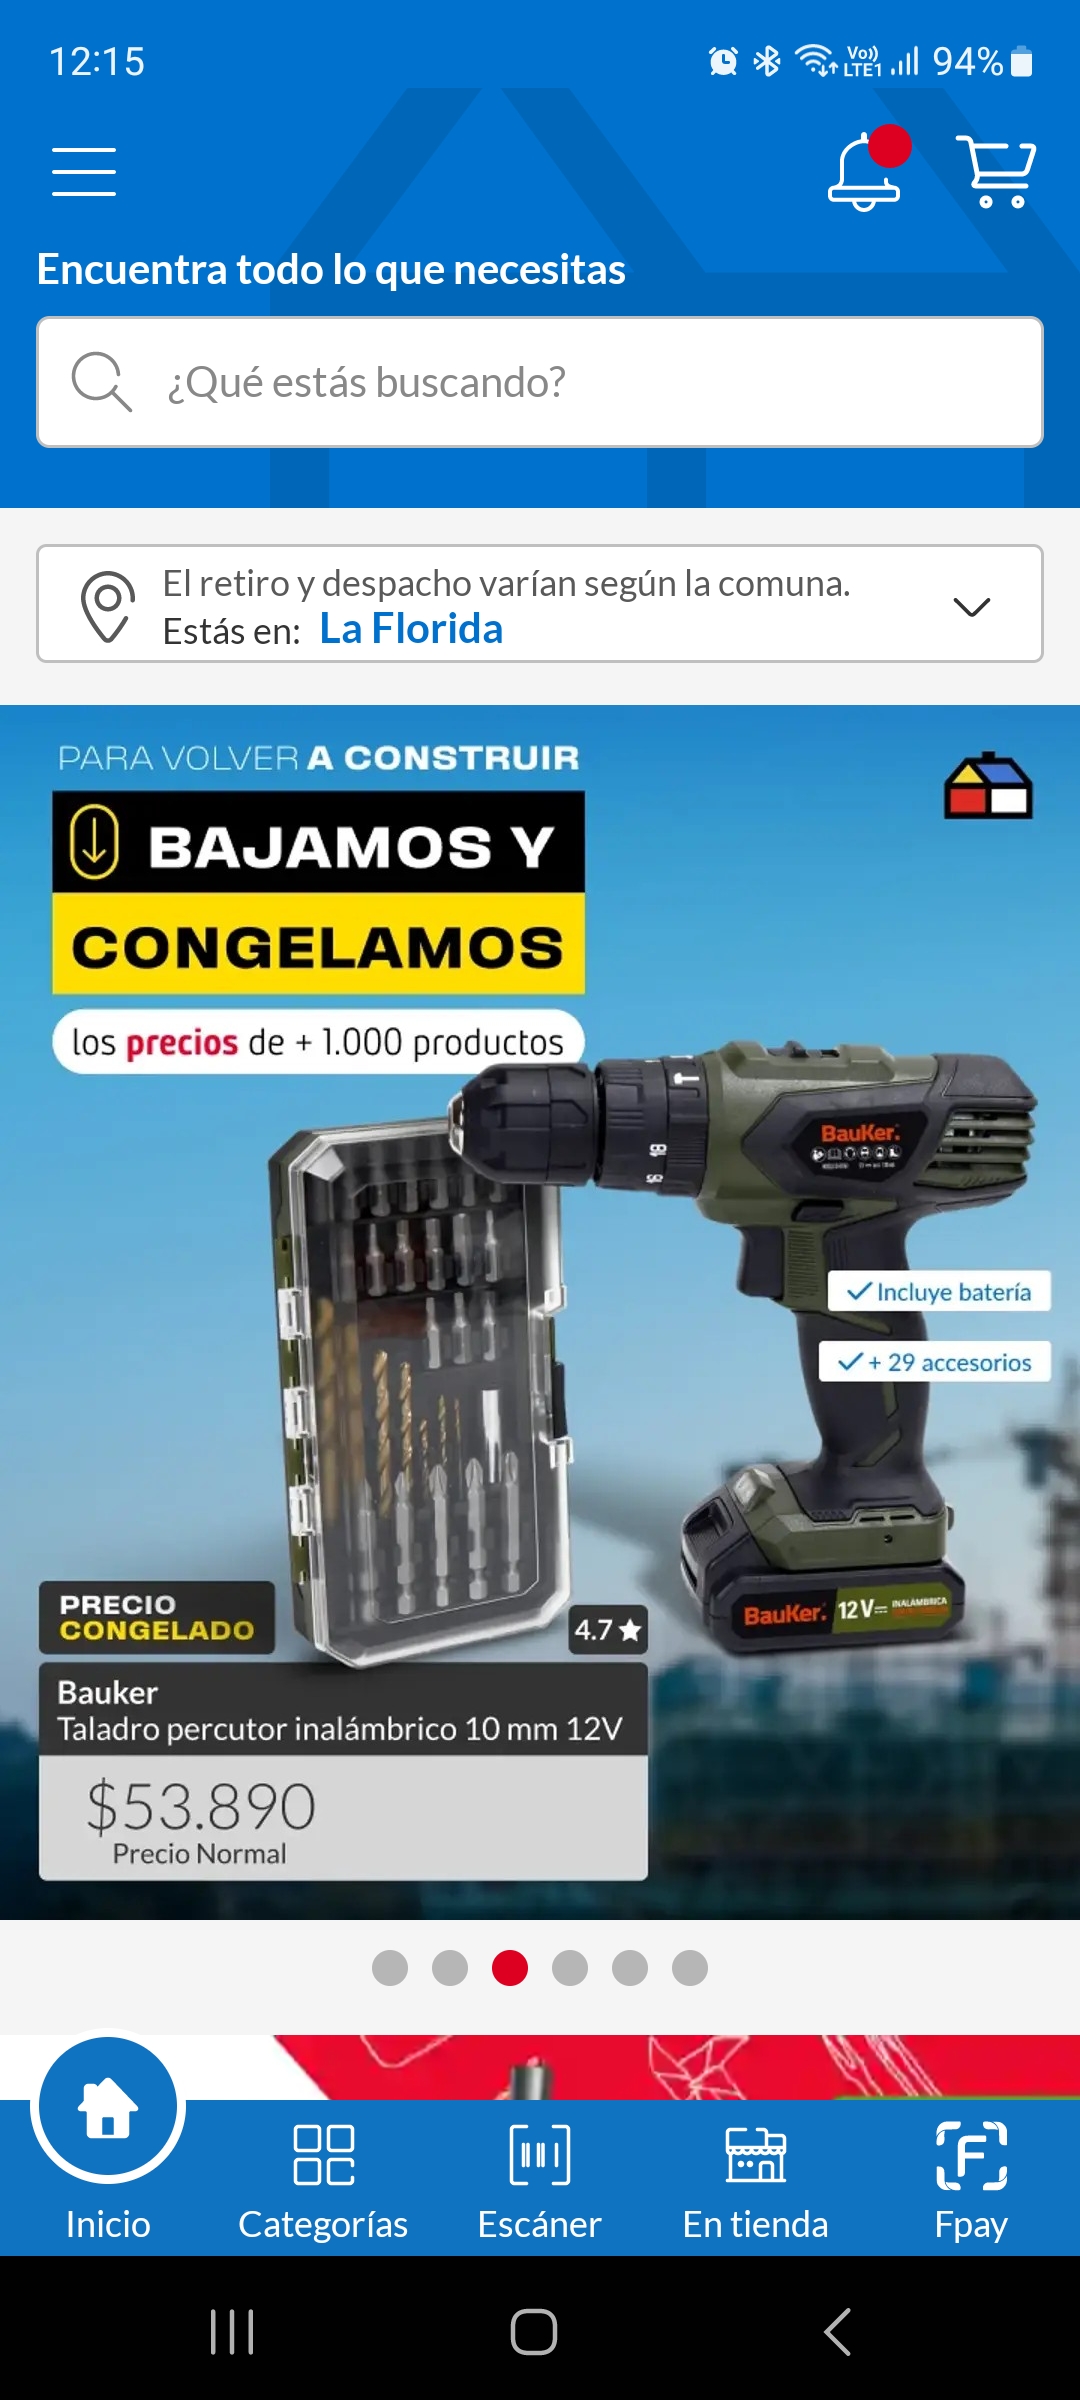 12:15
Vo)) LTE1 94%
Encuentra todo lo que necesitas
¿Qué estás buscando?
El retiro y despacho varían según la comuna.
Estás en: La Florida
PARA VOLVER A CONSTRUIR
BAJAMOS Y
CONGELAMOS
los precios de + 1.000 productos
BauKer.
Incluye batería
+ 29 accesorios
BauKer. 12V INALÁMBRICA
PRECIO
CONGELADO
4.7
Bauker
Taladro percutor inalámbrico 10 mm 12V
$53.890
Precio Normal
Inicio
Categorías
Escáner
En tienda
Fpay